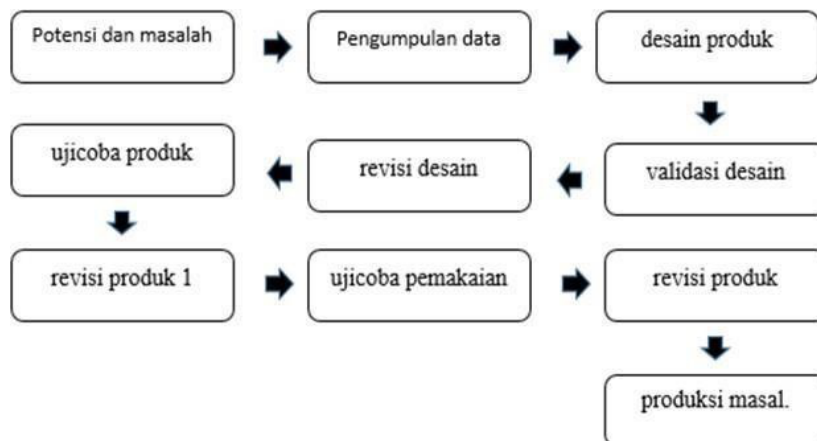 Potensi dan masalah
Pengumpulan data
desain produk
ujicoba produk
revisi desain
validasi desain
revisi produk 1
ujicoba pemakaian
revisi produk
produksi masal.